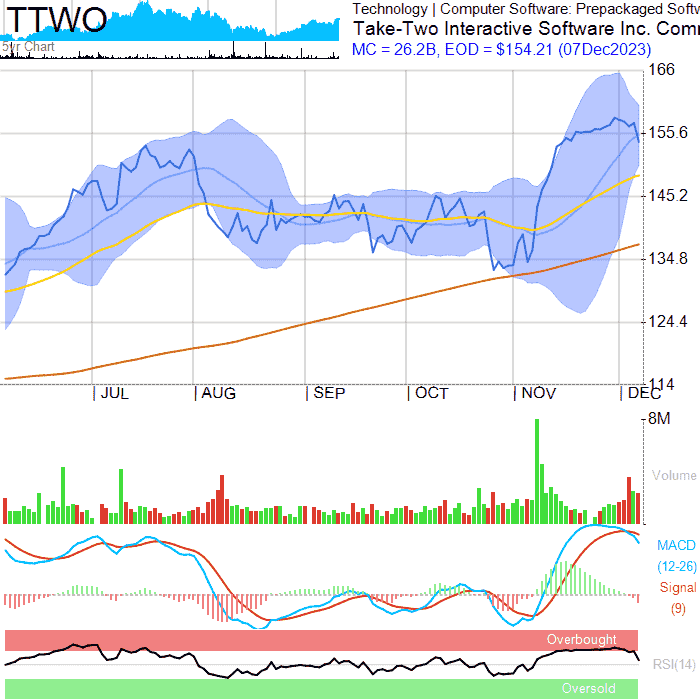 TTWO
5yr Chart
Technology | Computer Software: Prepackaged Softw
Take-Two Interactive Software Inc. Comm
MC = 26.2B, EOD = $154.21 (07Dec2023)
166
155.6
145.2
134.8
124.4
114
JUL AUG SEP OCT NOV DEC
8M
Volume
MACD
(12-26)
Signal
(9)
Overbought
RSI(14)
Oversold